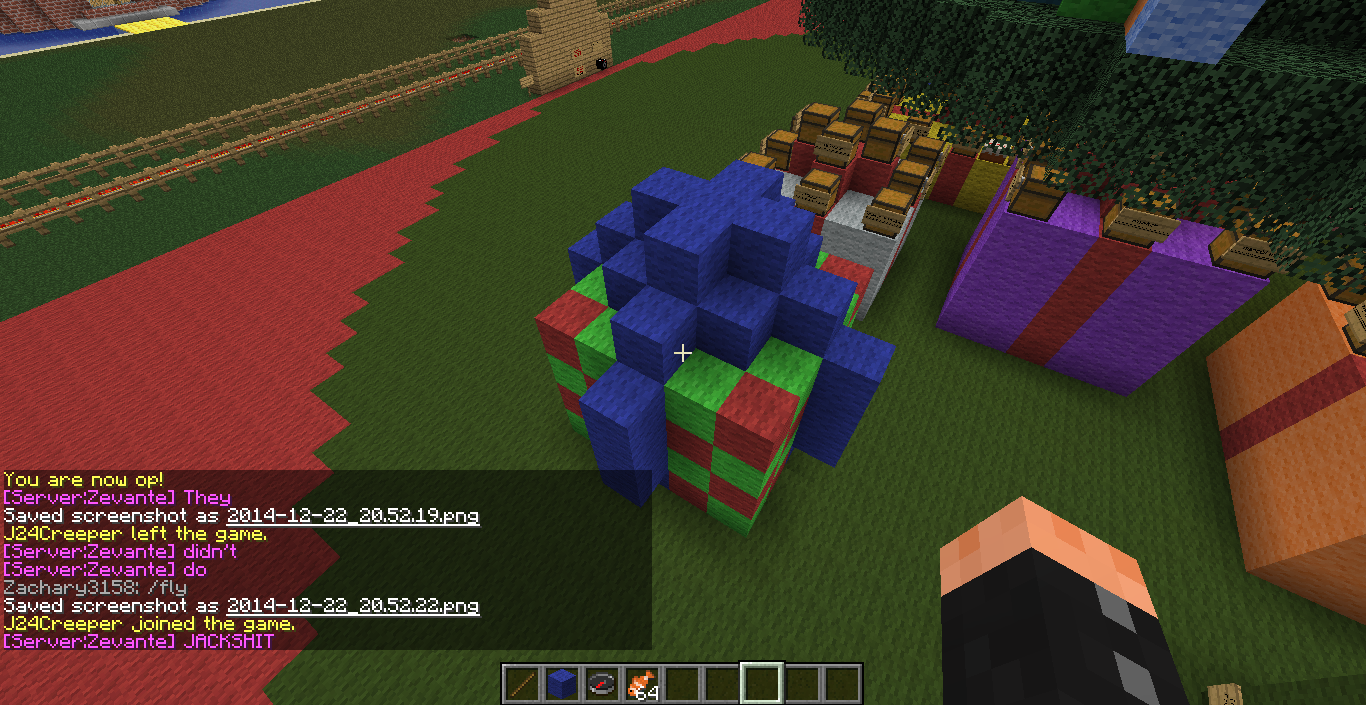 You are now op!
[Server:Zevante] They
Saved screenshot as 2014-12-22_20.52.19.png
J24Creeper left the game.
[Server:Zevante] didn't
[Server:Zevante] do
Zachary3158: /fly
Saved screenshot as 2014-12-22_20.52.22.png
J24Creeper joined the game.
[Server:Zevante] JACKSHIT
64